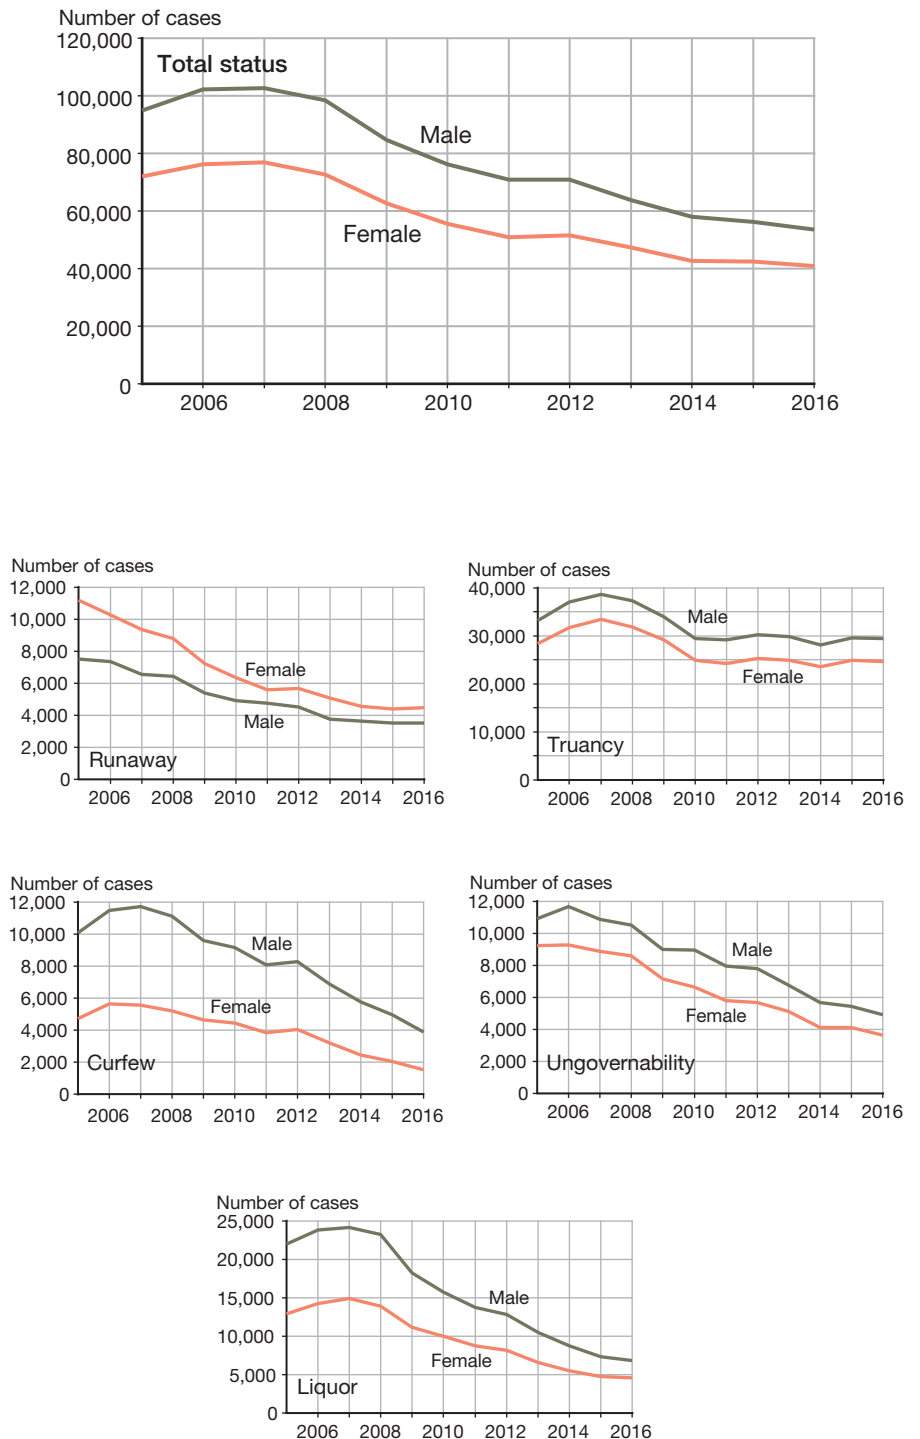 Number of cases
120,000
Total status
100,000
Male
80,000
60,000
Female
40,000
20,000
0
2006 2008 2010 2012 2014 2016
Number of cases
12,000
10,000
8,000
Female
6,000
4,000
Male
2,000
Runaway
0
2006 2008 2010 2012 2014 2016
Number of cases
40,000
Male
30,000
Female
20,000
10,000
Truancy
0
2006 2008 2010 2012 2014 2016
Number of cases
12,000
10,000
Male
8,000
6,000
Female
4,000
2,000
Curfew
0
2006 2008 2010 2012 2014 2016
Number of cases
12,000
10,000
Male
8,000
6,000
Female
4,000
2,000
Ungovernability
0
2006 2008 2010 2012 2014 2016
Number of cases
25,000
20,000
15,000
Male
10,000
Female
5,000
Liquor
0
2006 2008 2010 2012 2014 2016